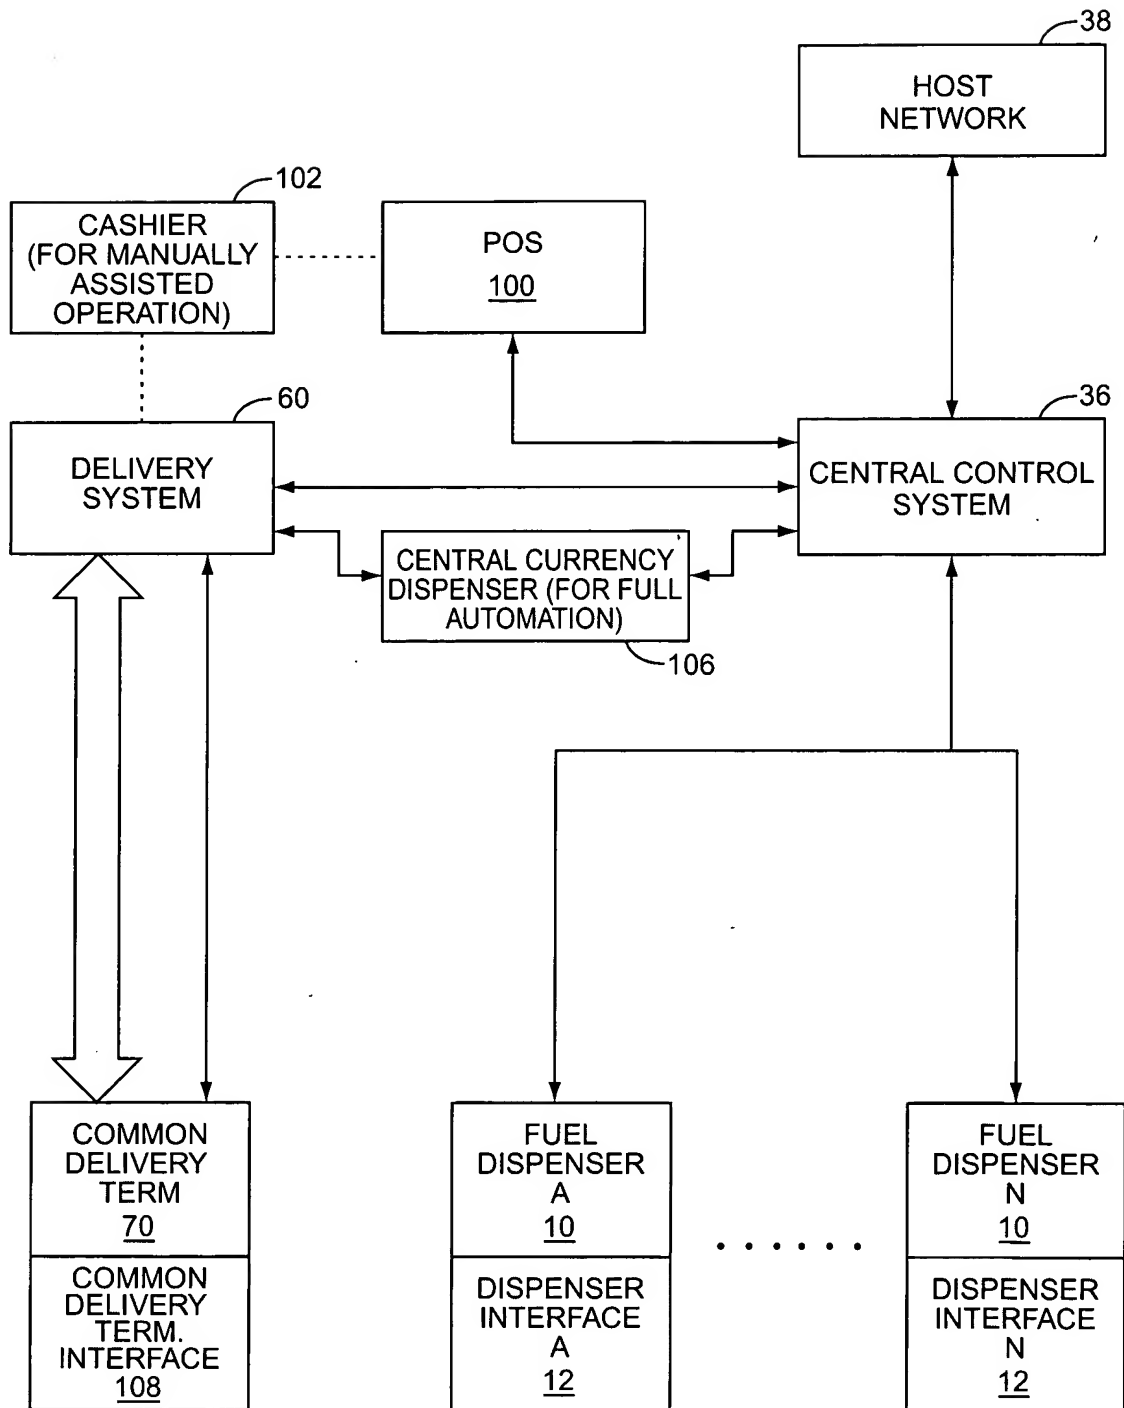 38
HOST
NETWORK
102
CASHIER
(FOR MANUALLY
ASSISTED
OPERATION)
POS
100
60
DELIVERY
SYSTEM
36
CENTRAL CONTROL
SYSTEM
CENTRAL CURRENCY
DISPENSER (FOR FULL
AUTOMATION)
106
COMMON
DELIVERY
TERM
70
COMMON
DELIVERY
TERM.
INTERFACE
108
FUEL
DISPENSER
A
10
DISPENSER
INTERFACE
A
12
FUEL
DISPENSER
N
10
DISPENSER
INTERFACE
N
12